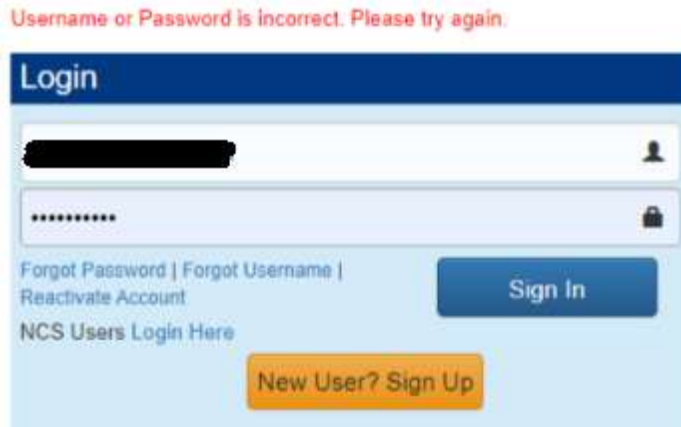 Username or Password is incorrect. Please try again.
Login
••••••••••
Forgot Password | Forgot Username |
Reactivate Account
Sign In
NCS Users Login Here
New User? Sign Up